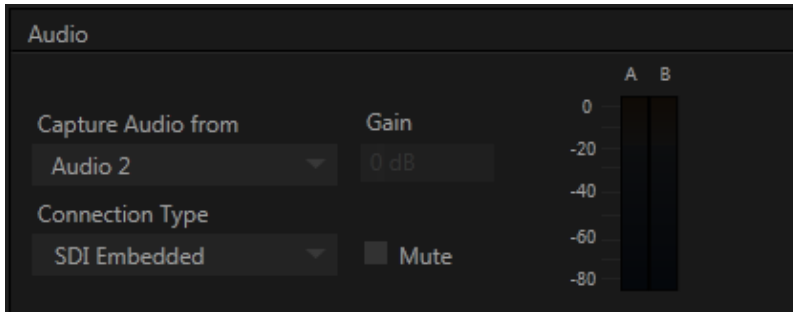 Audio
A B
Capture Audio from
Gain
0
Audio 2
0 dB
-20
-40
Connection Type
SDI Embedded
Mute
-60
-80